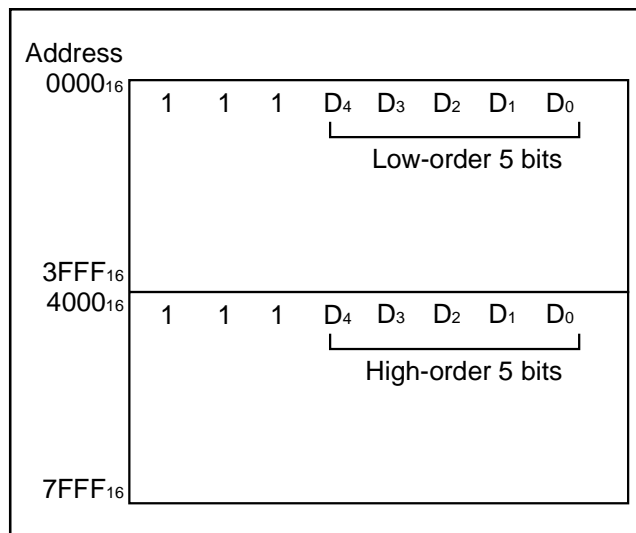 Address
0000₁₆
1 1 1 D₄ D₃ D₂ D₁ D₀
Low-order 5 bits
3FFF₁₆
4000₁₆
1 1 1 D₄ D₃ D₂ D₁ D₀
High-order 5 bits
7FFF₁₆